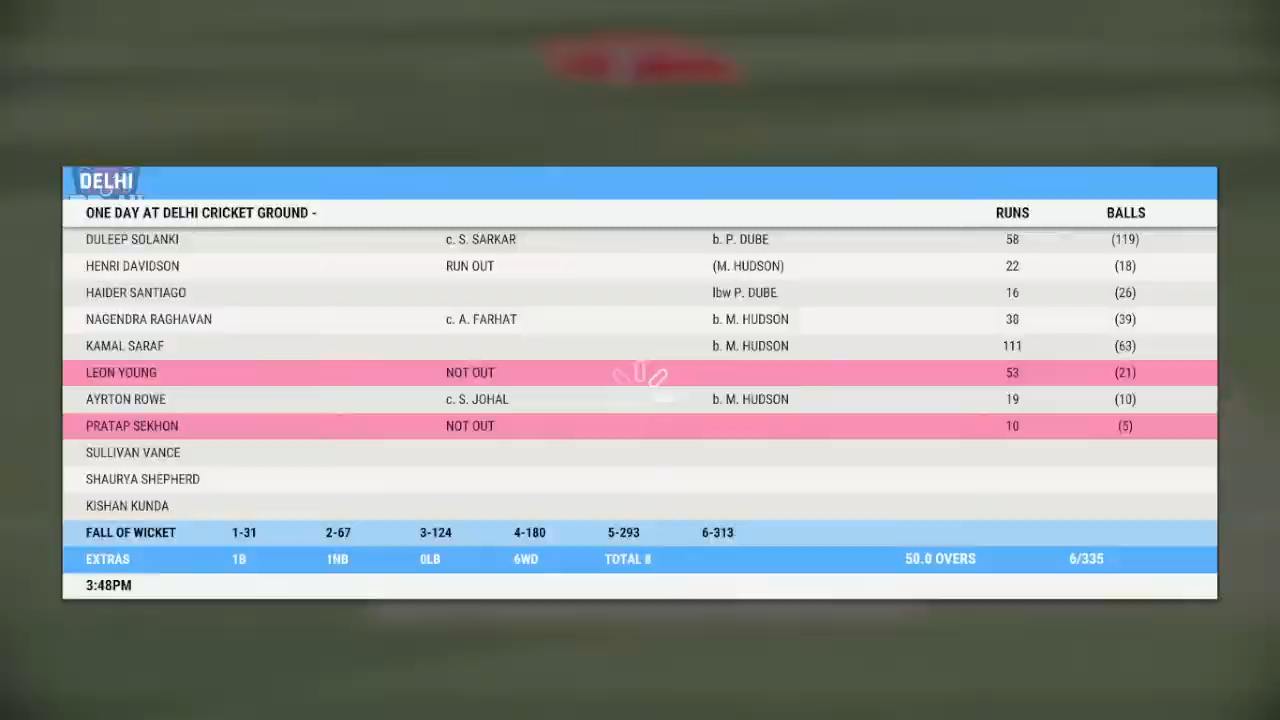 DELHI
ONE DAY AT DELHI CRICKET GROUND - RUNS BALLS
DULEEP SOLANKI c. S. SARKAR b. P. DUBE 58 (119)
HENRI DAVIDSON RUN OUT (M. HUDSON) 22 (18)
HAIDER SANTIAGO lbw P. DUBE 16 (26)
NAGENDRA RAGHAVAN c. A. FARHAT b. M. HUDSON 38 (39)
KAMAL SARAF b. M. HUDSON 111 (63)
LEON YOUNG NOT OUT 53 (21)
AYRTON ROWE c. S. JOHAL b. M. HUDSON 19 (10)
PRATAP SEKHON NOT OUT 10 (5)
SULLIVAN VANCE
SHAURYA SHEPHERD
KISHAN KUNDA
FALL OF WICKET 1-31 2-67 3-124 4-180 5-293 6-313
EXTRAS 1B 1NB 0LB 6WD TOTAL 8 50.0 OVERS 6/335
3:48PM